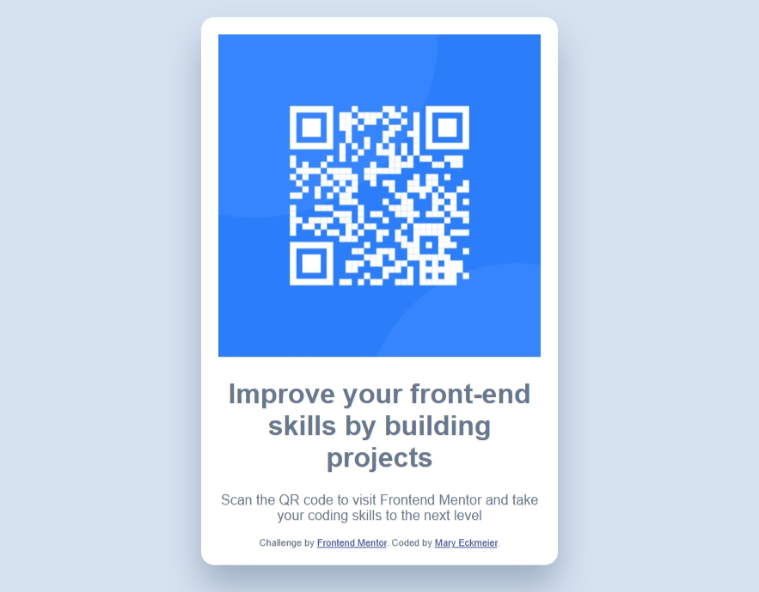 Improve your front-end
skills by building
projects
Scan the QR code to visit Frontend Mentor and take
your coding skills to the next level
Challenge by Frontend Mentor. Coded by Mary Eckmeier.